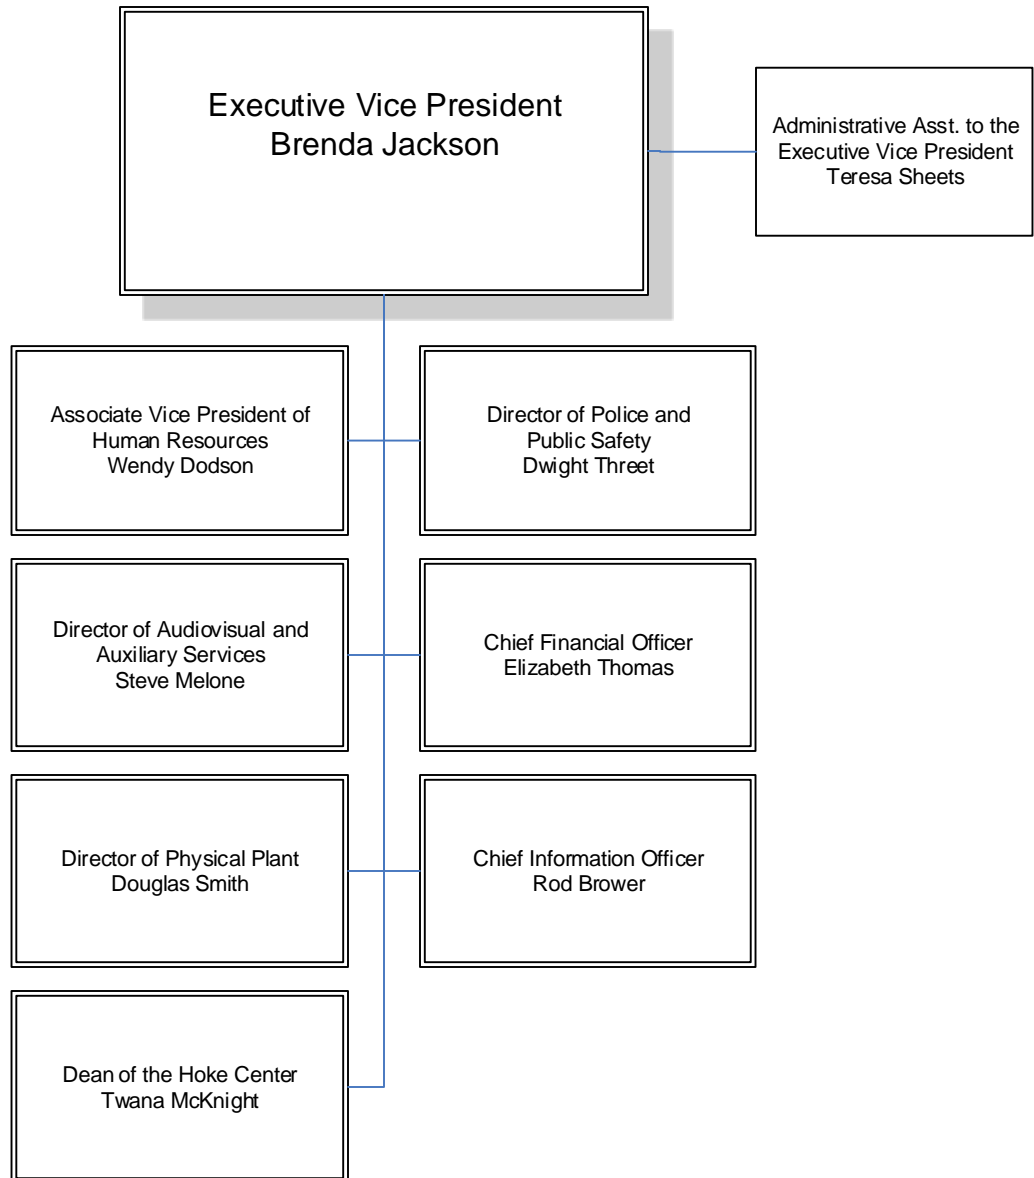 Executive Vice President
Brenda Jackson
Administrative Asst. to the
Executive Vice President
Teresa Sheets
Associate Vice President of
Human Resources
Wendy Dodson
Director of Police and
Public Safety
Dwight Threet
Director of Audiovisual and
Auxiliary Services
Steve Melone
Chief Financial Officer
Elizabeth Thomas
Director of Physical Plant
Douglas Smith
Chief Information Officer
Rod Brower
Dean of the Hoke Center
Twana McKnight